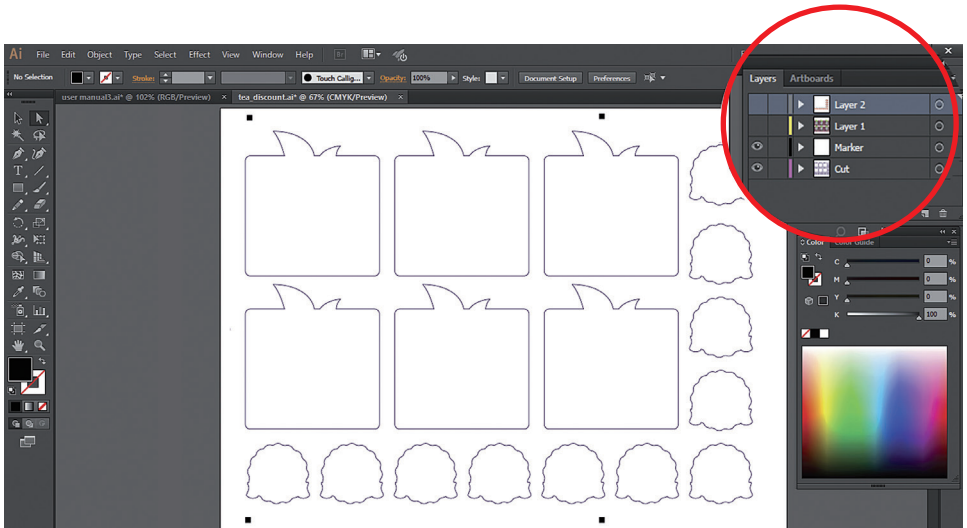 Ai File Edit Object Type Select Effect View Window Help Br
No Selection Stroke: Touch Callig... Opacity: 100% Style: Document Setup Preferences
user manual3.ai* @ 102% (RGB/Preview) × tea_discount.ai* @ 67% (CMYK/Preview) ×
Layers Artboards
Layer 2
Layer 1
Marker
Cut
Color Color Guide
C 0 %
M 0 %
Y 0 %
K 100 %